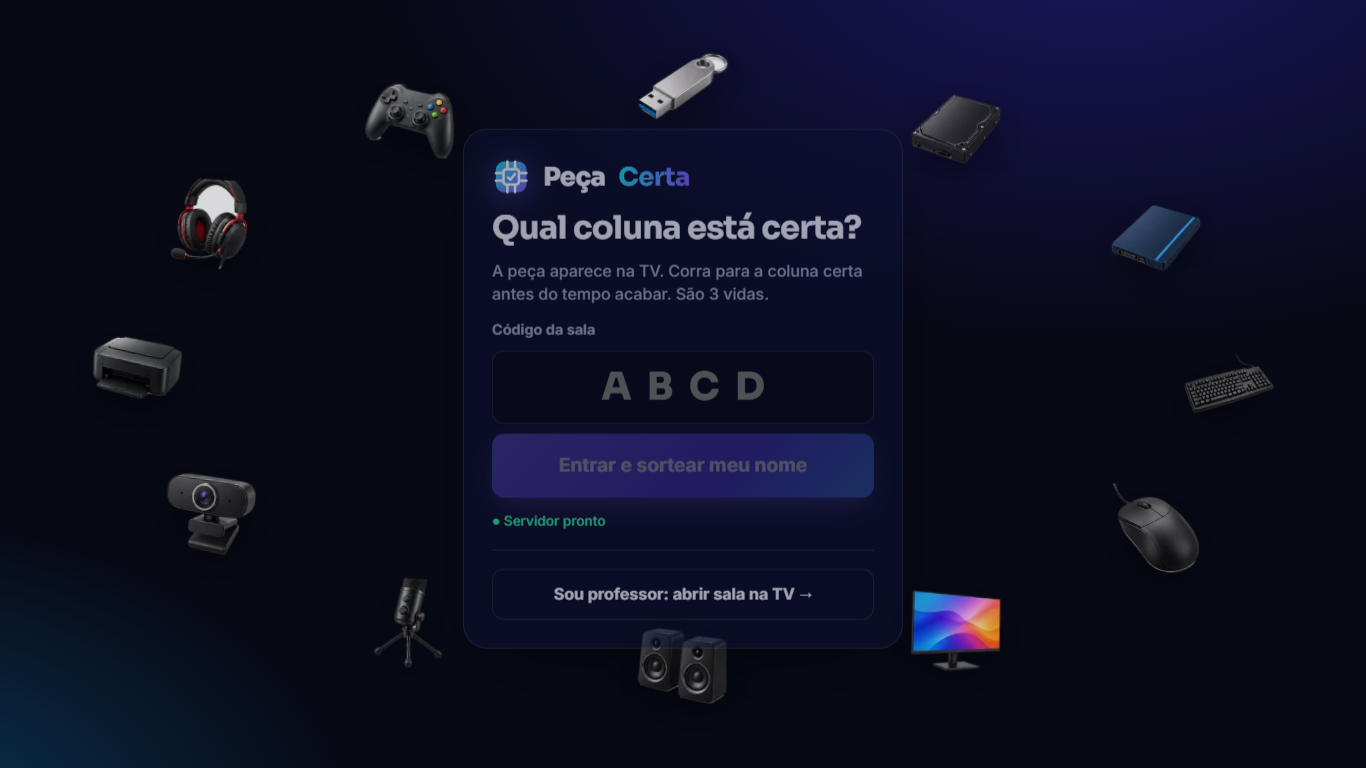 Peça Certa
Qual coluna está certa?
A peça aparece na TV. Corra para a coluna certa
antes do tempo acabar. São 3 vidas.
Código da sala
A B C D
Entrar e sortear meu nome
● Servidor pronto
Sou professor: abrir sala na TV →